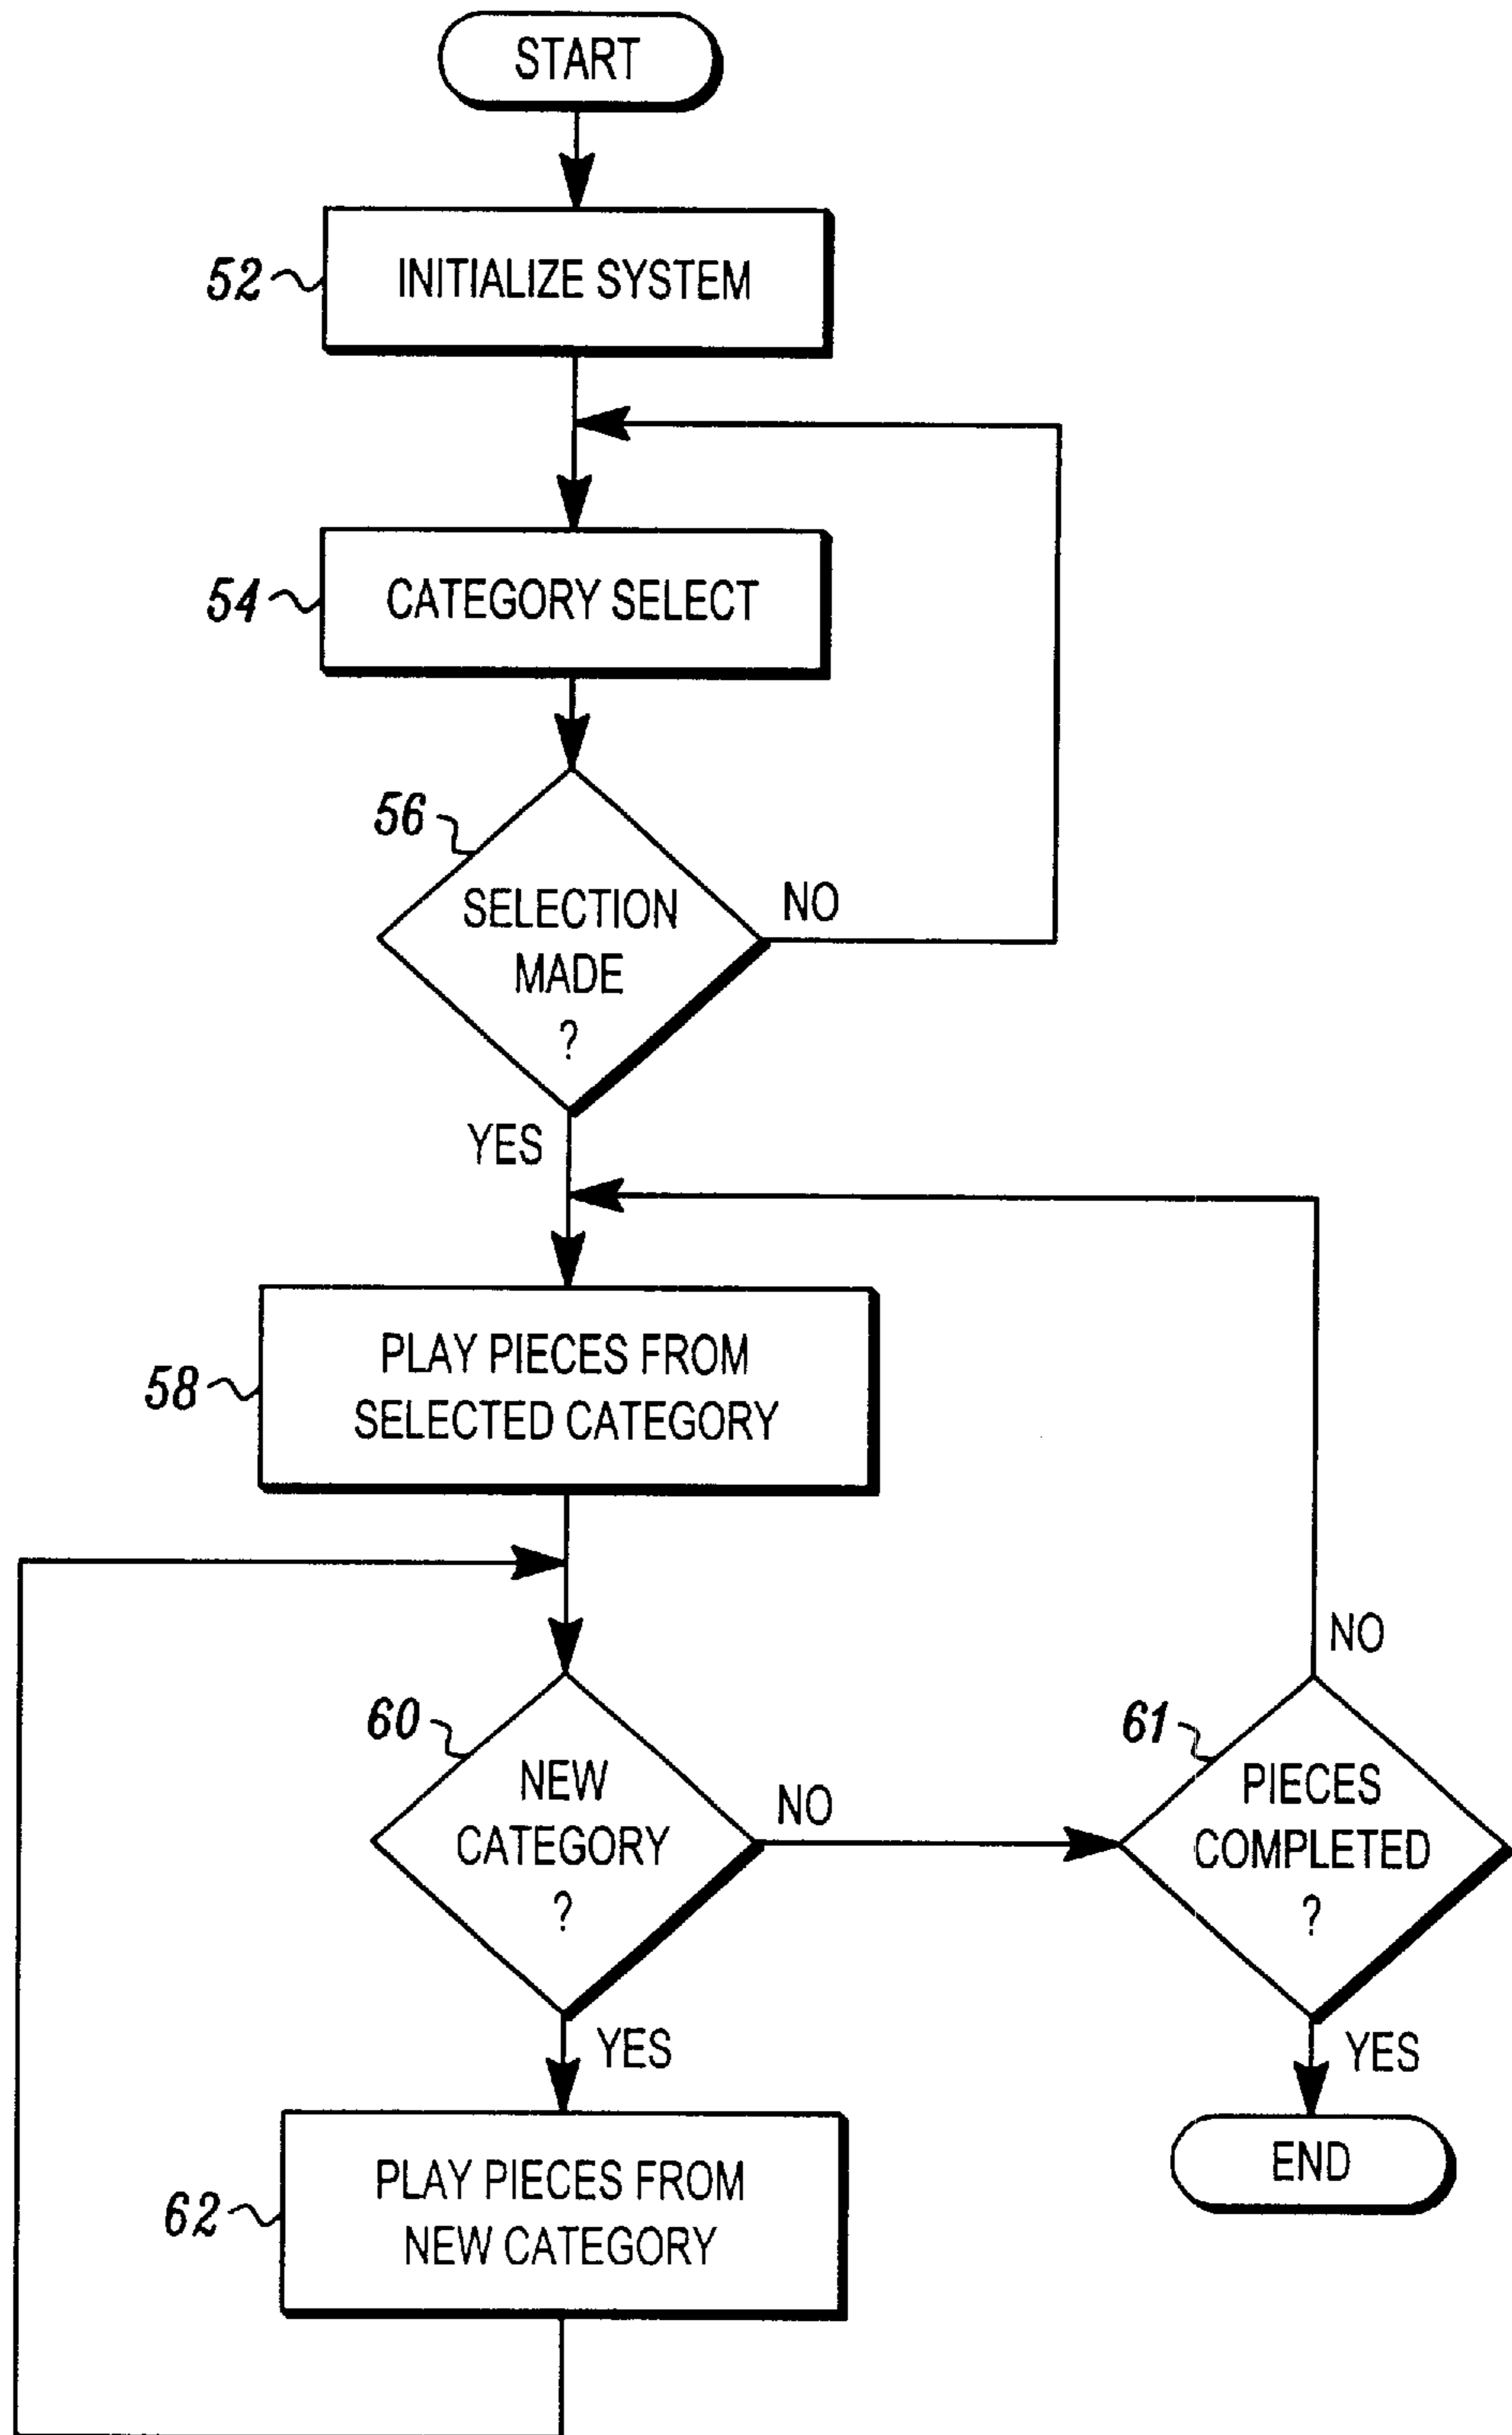 START
52
INITIALIZE SYSTEM
54
CATEGORY SELECT
56
SELECTION
MADE
?
NO
YES
58
PLAY PIECES FROM
SELECTED CATEGORY
60
NEW
CATEGORY
?
NO
YES
61
PIECES
COMPLETED
?
NO
YES
END
62
PLAY PIECES FROM
NEW CATEGORY